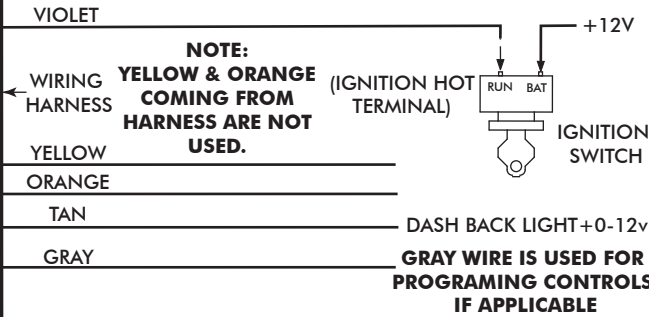 VIOLET
+12V
NOTE:
YELLOW & ORANGE
COMING FROM
HARNESS ARE NOT
USED.
WIRING
HARNESS
(IGNITION HOT
TERMINAL)
RUN BAT
IGNITION
SWITCH
YELLOW
ORANGE
TAN
DASH BACK LIGHT+0-12v
GRAY
GRAY WIRE IS USED FOR
PROGRAMING CONTROLS
IF APPLICABLE